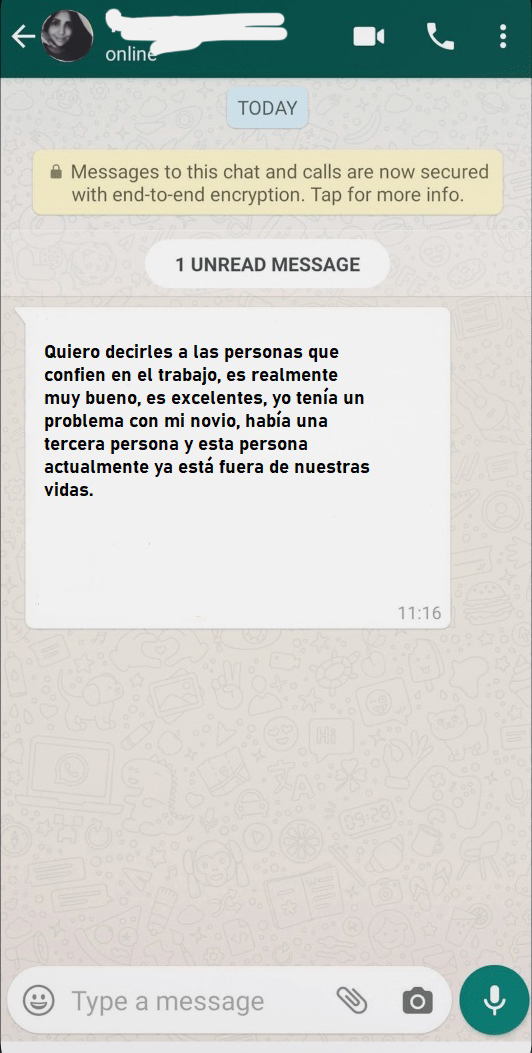 online
TODAY
Messages to this chat and calls are now secured
with end-to-end encryption. Tap for more info.
1 UNREAD MESSAGE
Quiero decirles a las personas que
confien en el trabajo, es realmente
muy bueno, es excelentes, yo tenía un
problema con mi novio, había una
tercera persona y esta persona
actualmente ya está fuera de nuestras
vidas.
11:16
Type a message